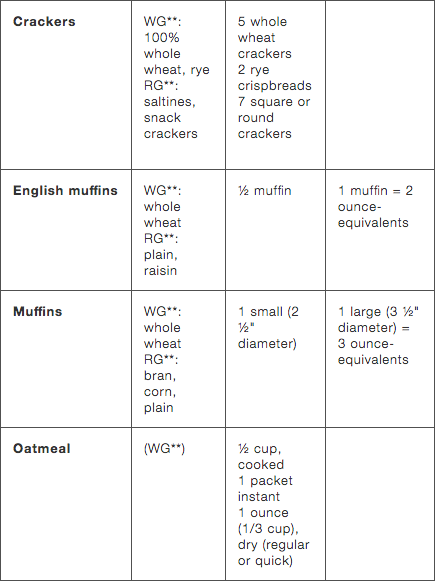 Crackers
WG**:
100%
whole
wheat, rye
RG**:
saltines,
snack
crackers
5 whole
wheat
crackers
2 rye
crispbreads
7 square or
round
crackers
English muffins
WG**:
whole
wheat
RG**:
plain,
raisin
½ muffin
1 muffin = 2
ounce-
equivalents
Muffins
WG**:
whole
wheat
RG**:
bran,
corn,
plain
1 small (2
½"
diameter)
1 large (3 ½"
diameter) =
3 ounce-
equivalents
Oatmeal
(WG**)
½ cup,
cooked
1 packet
instant
1 ounce
(1/3 cup),
dry (regular
or quick)